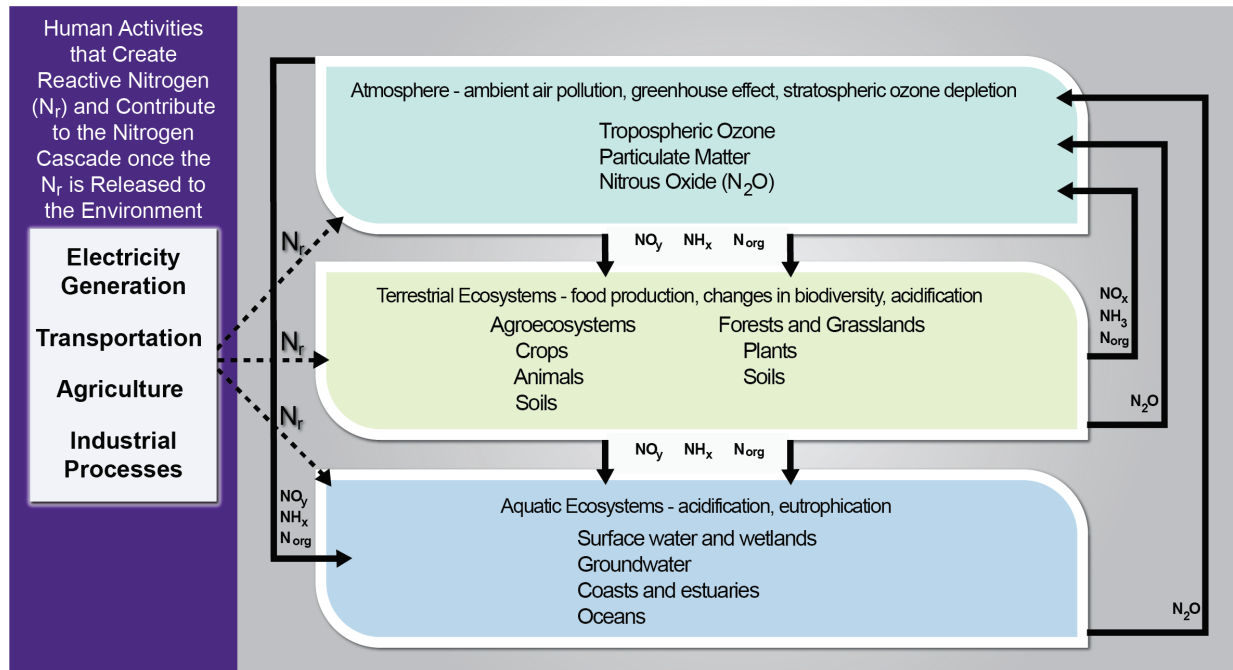 Human Activities
that Create
Reactive Nitrogen
(Nr) and Contribute
to the Nitrogen
Cascade once the
Nr is Released to
the Environment
Electricity
Generation
Transportation
Agriculture
Industrial
Processes
Nr
Nr
Nr
Atmosphere - ambient air pollution, greenhouse effect, stratospheric ozone depletion
Tropospheric Ozone
Particulate Matter
Nitrous Oxide (N2O)
NOy NHx Norg
Terrestrial Ecosystems - food production, changes in biodiversity, acidification
Agroecosystems
Crops
Animals
Soils
Forests and Grasslands
Plants
Soils
NOy NHx Norg
Aquatic Ecosystems - acidification, eutrophication
Surface water and wetlands
Groundwater
Coasts and estuaries
Oceans
NOy
NHx
Norg
NOx
NH3
Norg
N2O
N2O